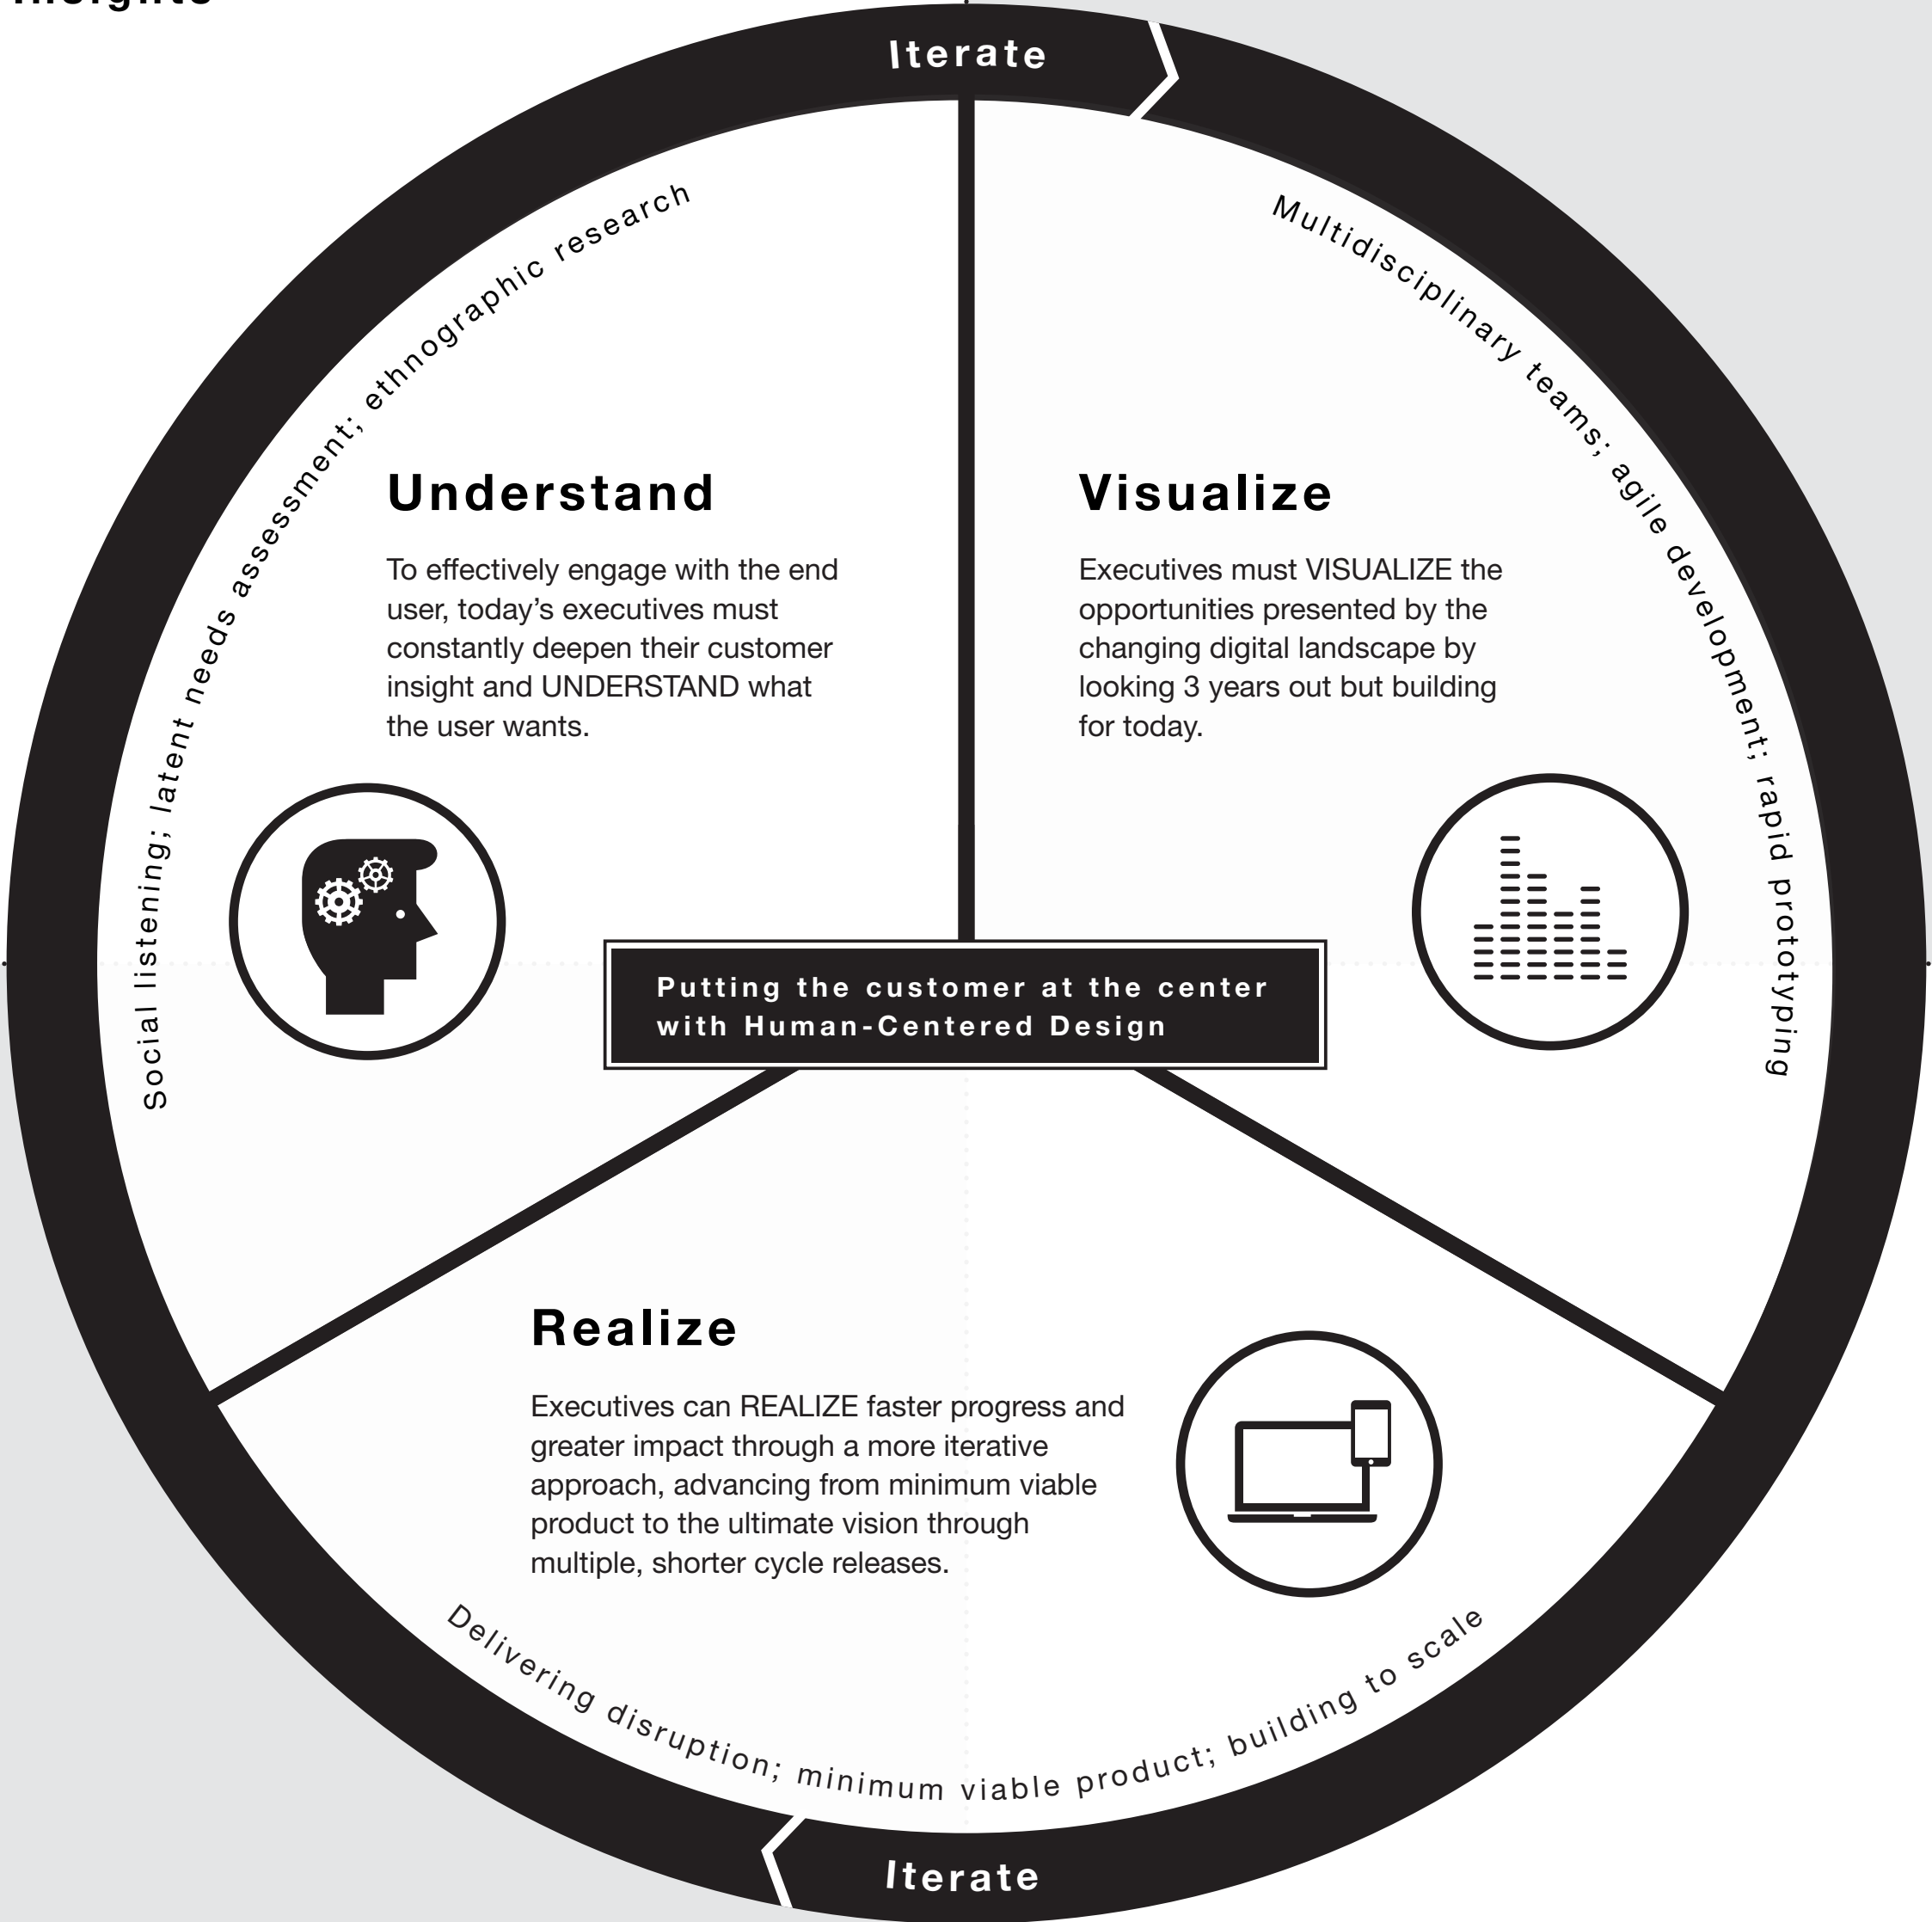 Insights
Iterate
Social listening; latent needs assessment; ethnographic research
Multidisciplinary teams; agile development; rapid prototyping
Understand
To effectively engage with the end
user, today’s executives must
constantly deepen their customer
insight and UNDERSTAND what
the user wants.
Visualize
Executives must VISUALIZE the
opportunities presented by the
changing digital landscape by
looking 3 years out but building
for today.
Putting the customer at the center
with Human-Centered Design
Realize
Executives can REALIZE faster progress and
greater impact through a more iterative
approach, advancing from minimum viable
product to the ultimate vision through
multiple, shorter cycle releases.
Delivering disruption; minimum viable product; building to scale
Iterate